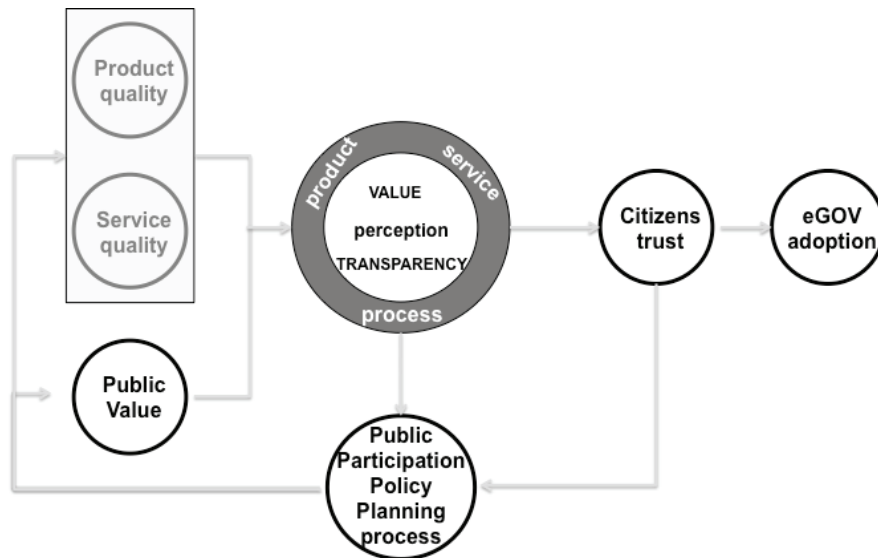 Product
quality
Service
quality
Public
Value
product
service
process
VALUE
perception
TRANSPARENCY
Public
Participation
Policy
Planning
process
Citizens
trust
eGOV
adoption